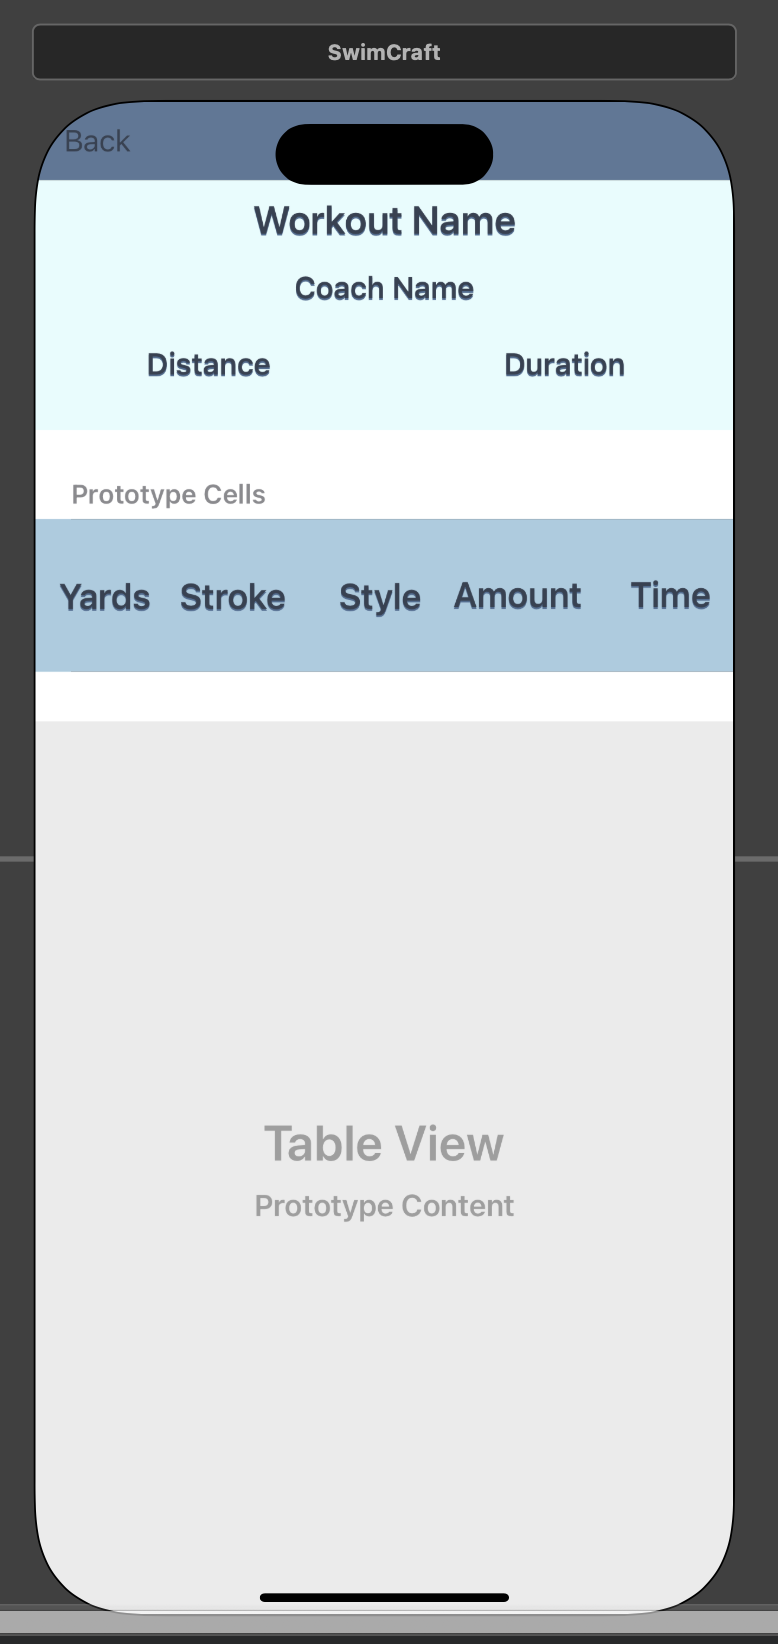 SwimCraft
Back
Workout Name
Coach Name
Distance Duration
Prototype Cells
Yards Stroke Style Amount Time
Table View
Prototype Content